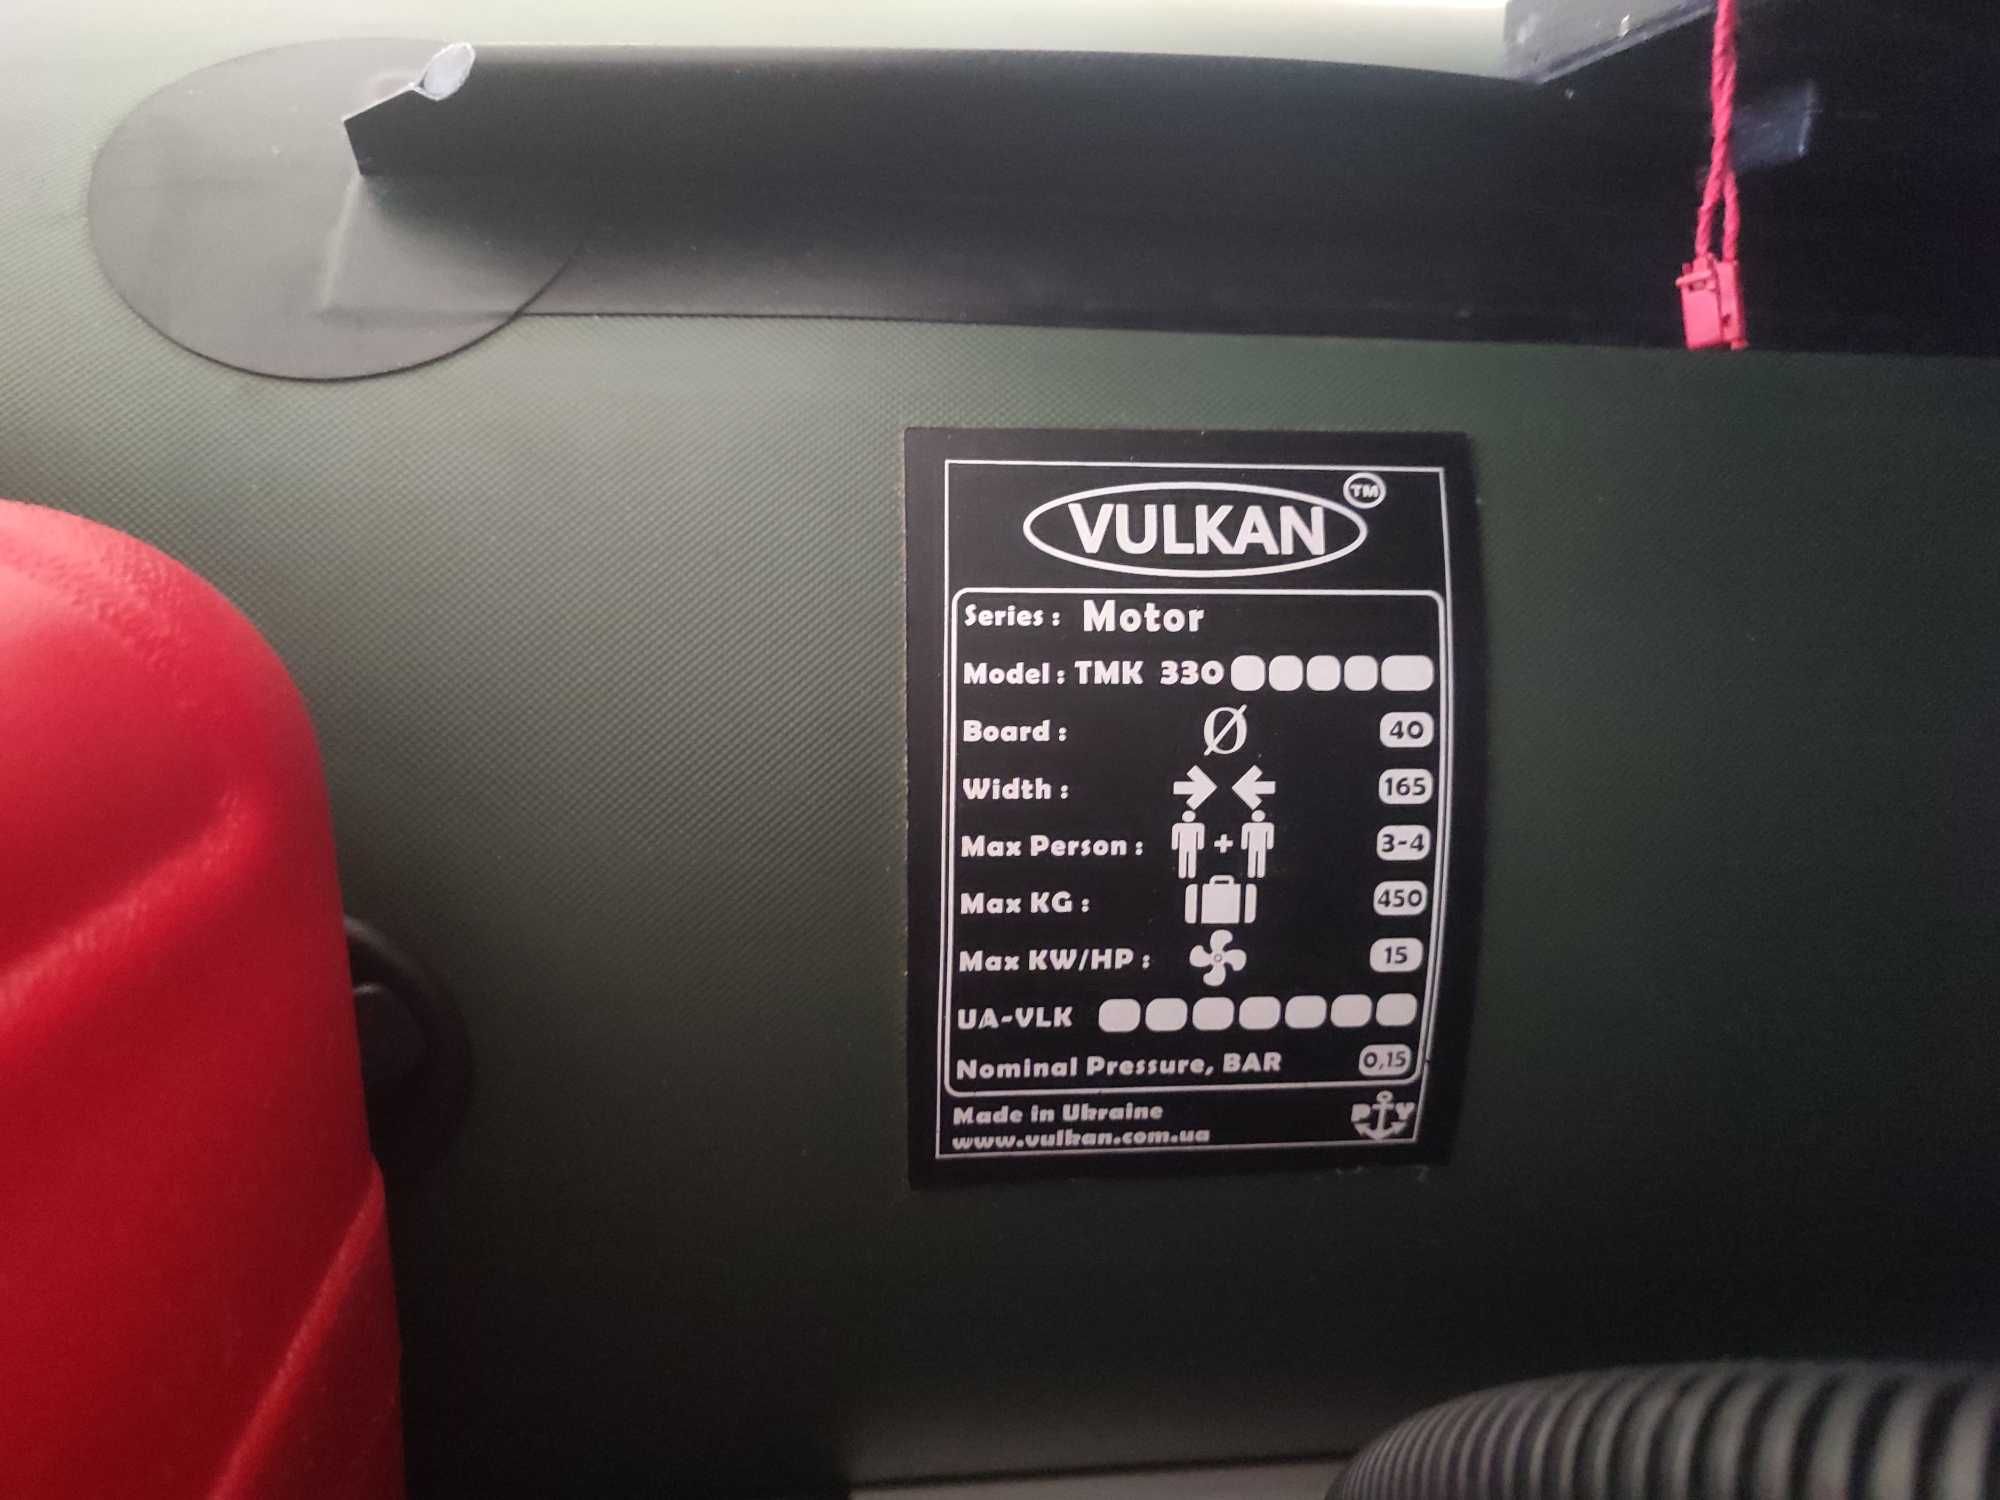 VULKAN TM
Series : Motor
Model : TMK 330
Board : Ø 40
Width : 165
Max Person : + 3-4
Max KG : 450
Max KW/HP : 15
UA-VLK
Nominal Pressure, BAR 0,15
Made in Ukraine
www.vulkan.com.ua
P Y